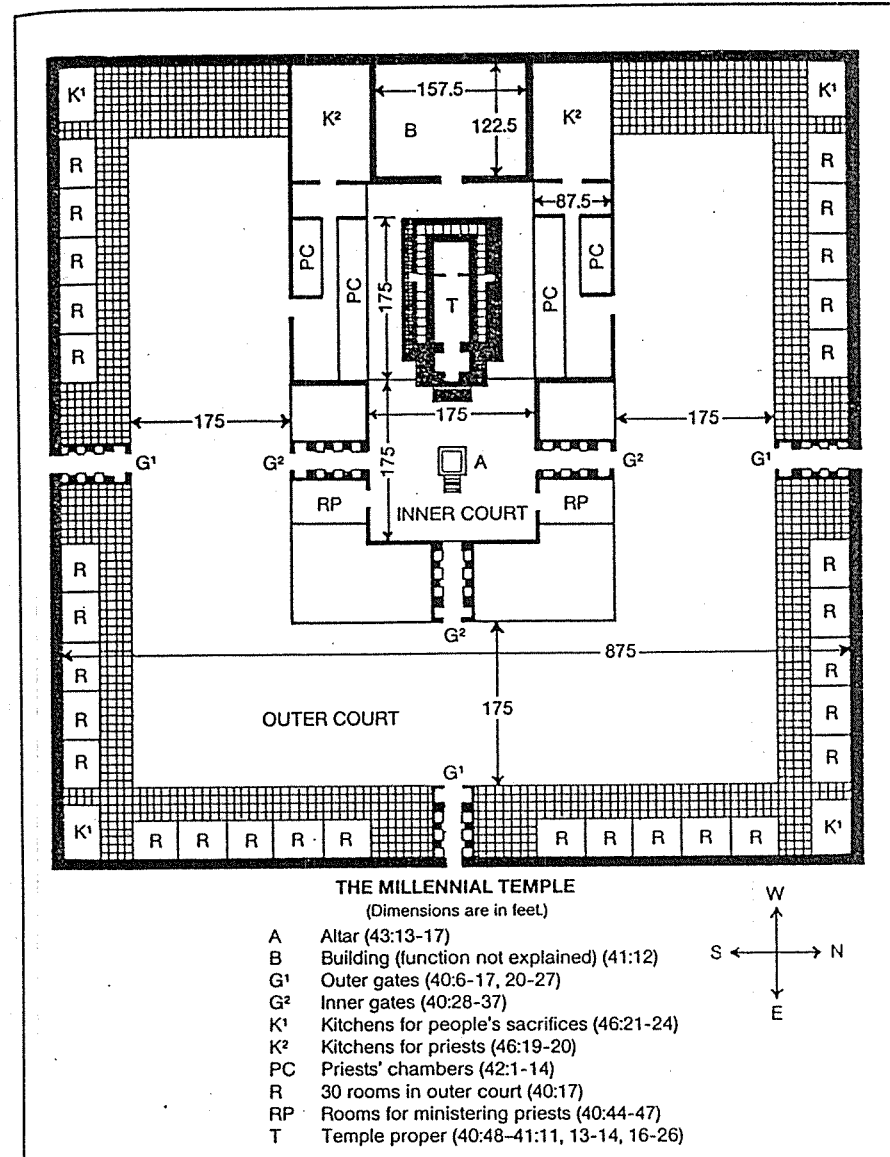 K¹ K² 157.5 B 122.5 K² K¹
R R
R 87.5 R
R PC PC 175 T PC PC R
R R
R R
175 175 175
G¹ G² 175 A G² G¹
RP INNER COURT RP
R R
R G² R
875
R R
R OUTER COURT 175 R
R R
G¹
K¹ R R R R R R R R R R K¹
THE MILLENNIAL TEMPLE
(Dimensions are in feet.)
A Altar (43:13-17)
B Building (function not explained) (41:12)
G¹ Outer gates (40:6-17, 20-27)
G² Inner gates (40:28-37)
K¹ Kitchens for people's sacrifices (46:21-24)
K² Kitchens for priests (46:19-20)
PC Priests' chambers (42:1-14)
R 30 rooms in outer court (40:17)
RP Rooms for ministering priests (40:44-47)
T Temple proper (40:48–41:11, 13-14, 16-26)
W
S N
E